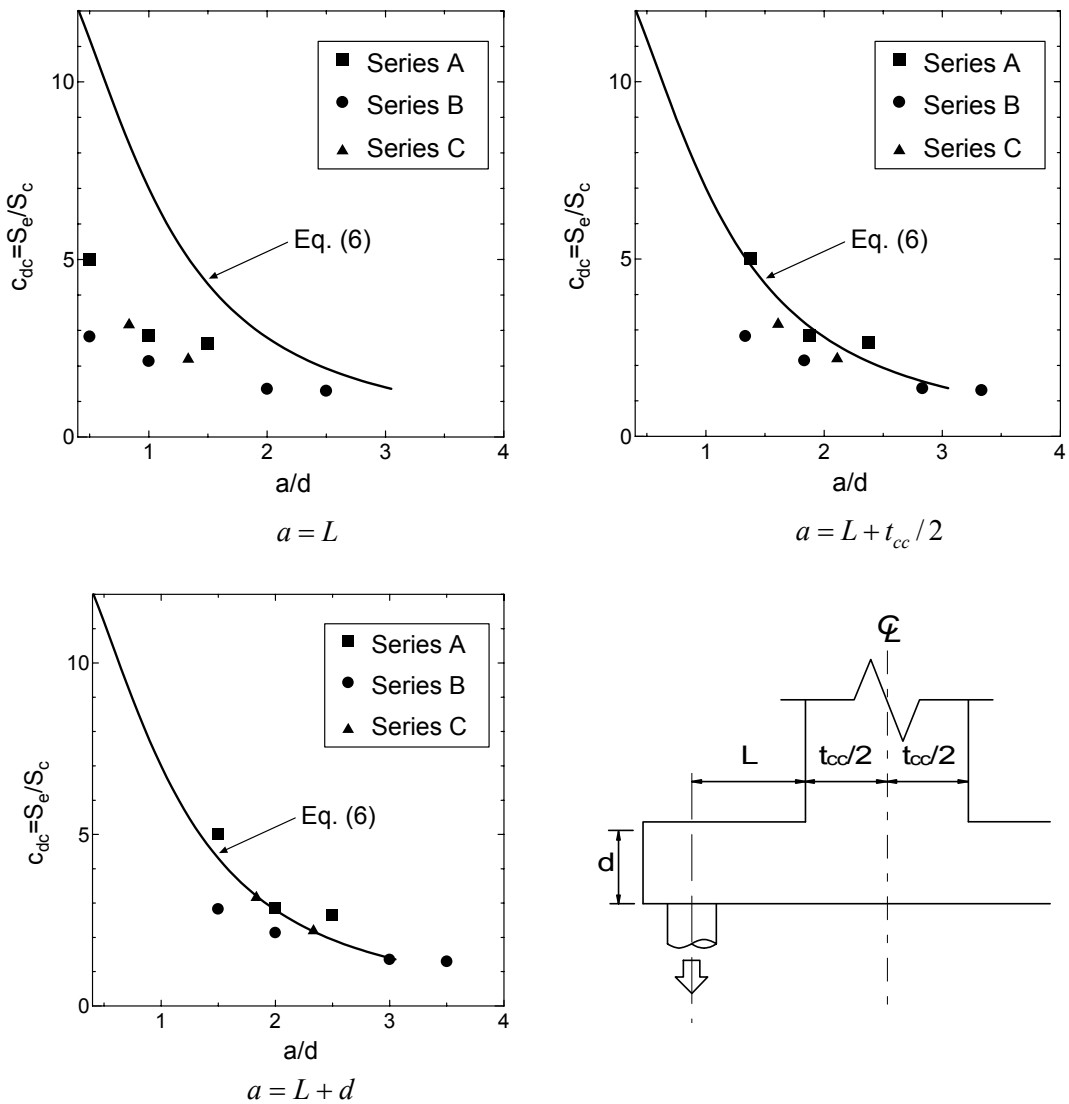 10
5
0
c_dc=S_e/S_c
1 2 3 4
a/d
Series A
Series B
Series C
Eq. (6)
a = L
10
5
0
c_dc=S_e/S_c
1 2 3 4
a/d
Series A
Series B
Series C
Eq. (6)
a = L + t_cc / 2
10
5
0
c_dc=S_e/S_c
1 2 3 4
a/d
Series A
Series B
Series C
Eq. (6)
a = L + d
℄
L tcc/2 tcc/2
d